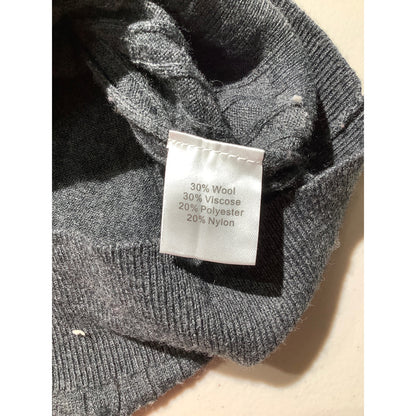 30% Wool
30% Viscose
20% Polyester
20% Nylon